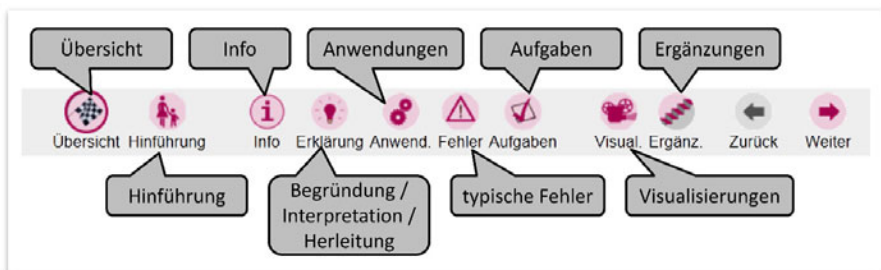 Übersicht Info Anwendungen Aufgaben Ergänzungen
Übersicht Hinführung Info Erklärung Anwend. Fehler Aufgaben Visual. Ergänz. Zurück Weiter
Hinführung
Begründung /
Interpretation /
Herleitung
typische Fehler
Visualisierungen